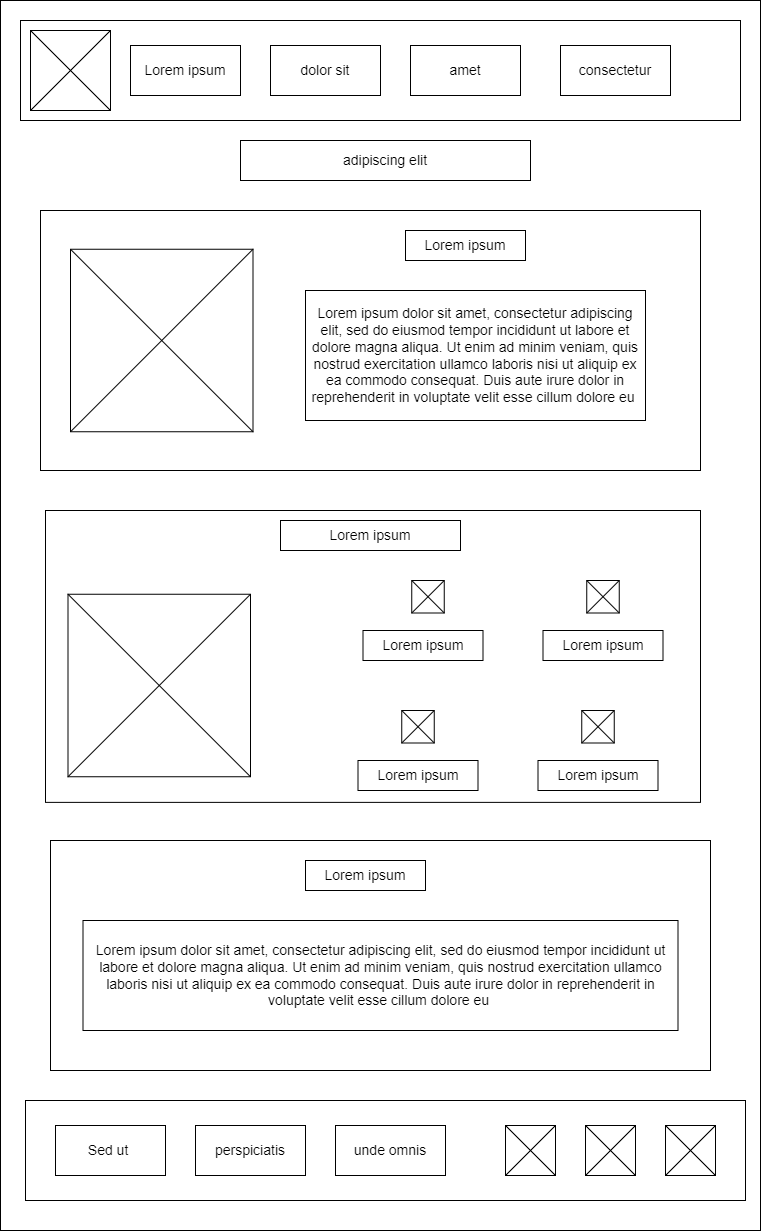 Lorem ipsum
dolor sit
amet
consectetur
adipiscing elit
Lorem ipsum
Lorem ipsum dolor sit amet, consectetur adipiscing
elit, sed do eiusmod tempor incididunt ut labore et
dolore magna aliqua. Ut enim ad minim veniam, quis
nostrud exercitation ullamco laboris nisi ut aliquip ex
ea commodo consequat. Duis aute irure dolor in
reprehenderit in voluptate velit esse cillum dolore eu
Lorem ipsum
Lorem ipsum
Lorem ipsum
Lorem ipsum
Lorem ipsum
Lorem ipsum
Lorem ipsum dolor sit amet, consectetur adipiscing elit, sed do eiusmod tempor incididunt ut
labore et dolore magna aliqua. Ut enim ad minim veniam, quis nostrud exercitation ullamco
laboris nisi ut aliquip ex ea commodo consequat. Duis aute irure dolor in reprehenderit in
voluptate velit esse cillum dolore eu
Sed ut
perspiciatis
unde omnis